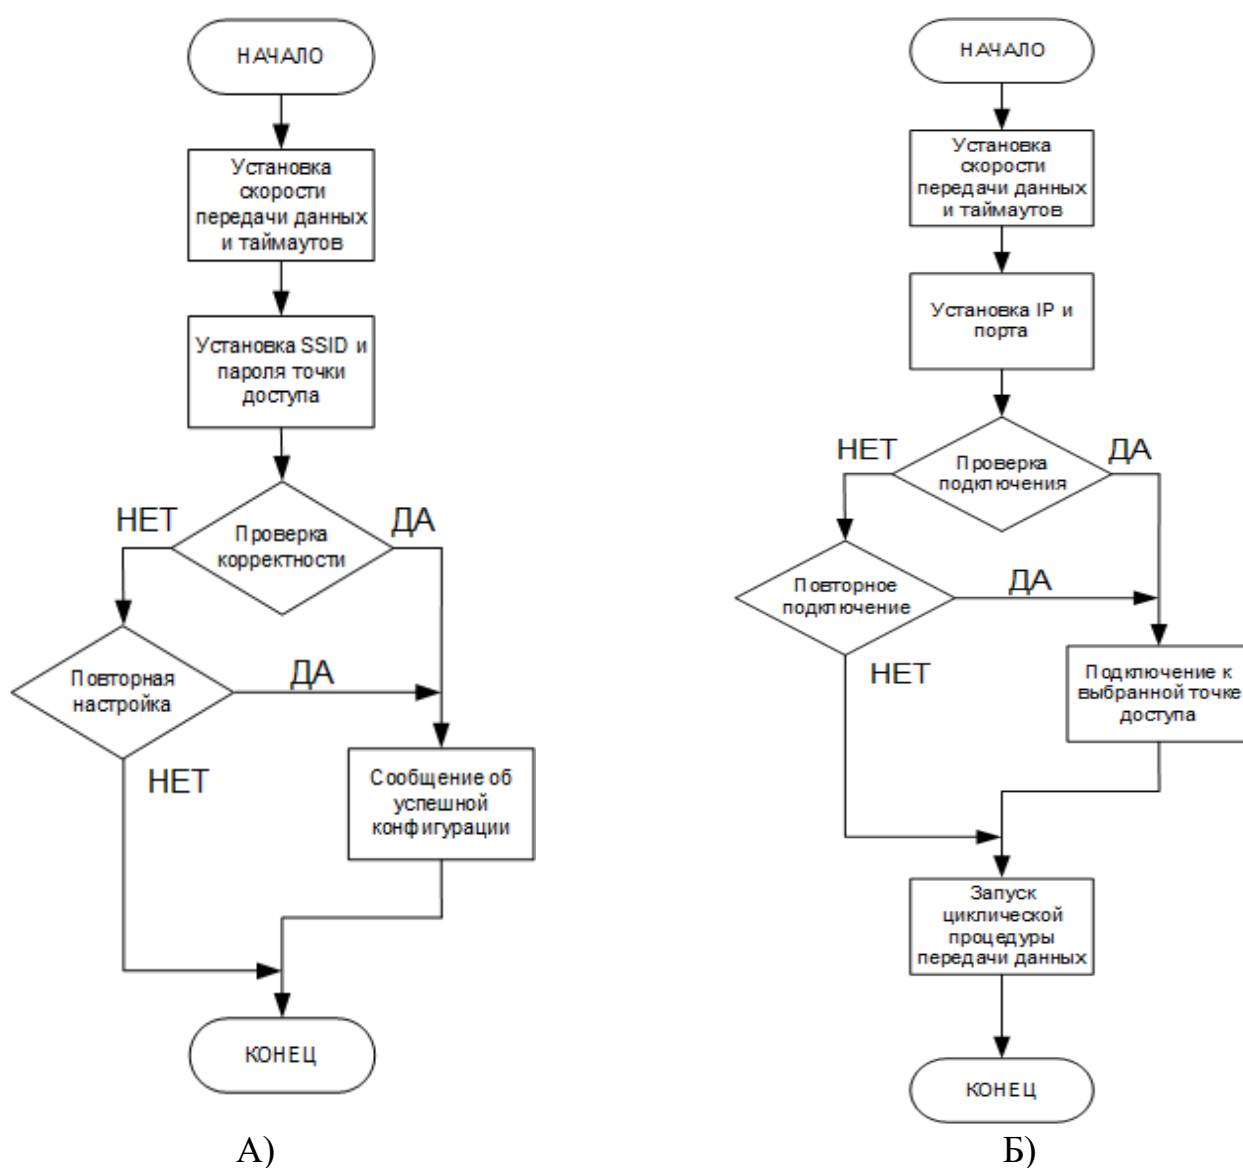 НАЧАЛО
Установка
скорости
передачи данных
и таймаутов
Установка SSID и
пароля точки
доступа
НЕТ
ДА
Проверка
корректности
Повторная
настройка
ДА
НЕТ
Сообщение об
успешной
конфигурации
КОНЕЦ
А)
НАЧАЛО
Установка
скорости
передачи данных
и таймаутов
Установка IP и
порта
НЕТ
ДА
Проверка
подключения
Повторное
подключение
ДА
НЕТ
Подключение к
выбранной точке
доступа
Запуск
циклической
процедуры
передачи данных
КОНЕЦ
Б)